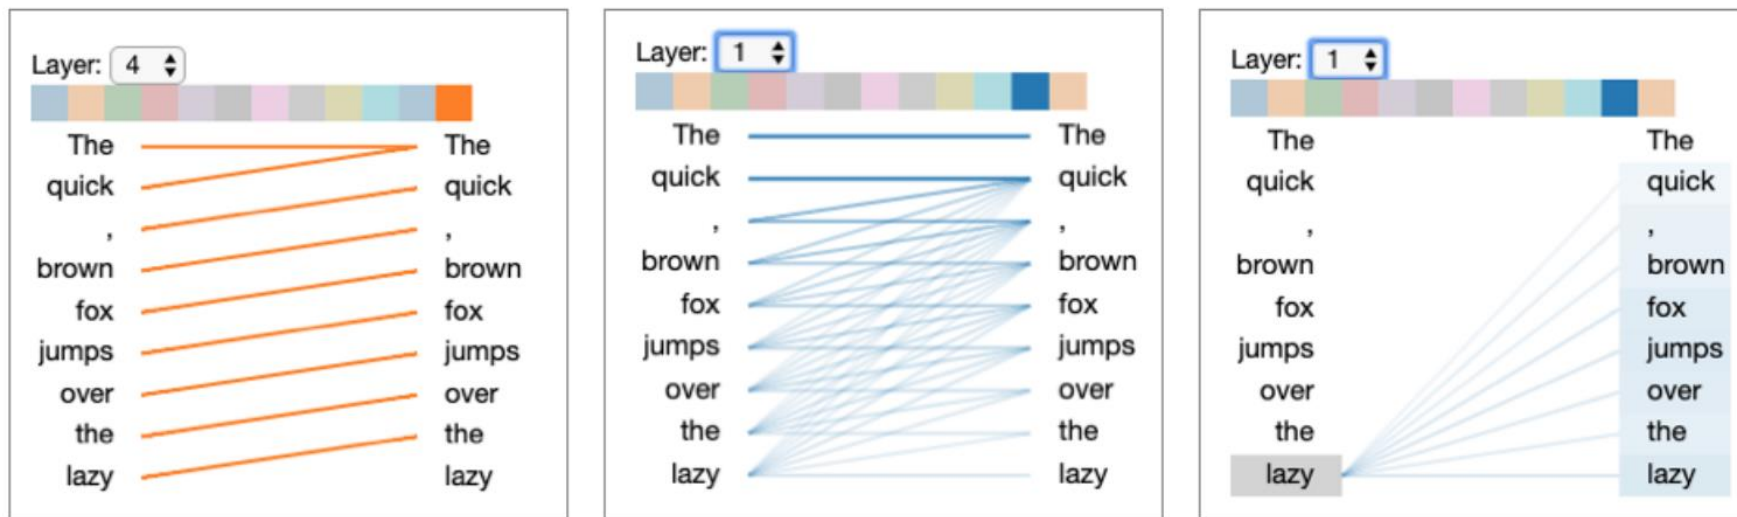 Layer: 4
The The
quick quick
, ,
brown brown
fox fox
jumps jumps
over over
the the
lazy lazy
Layer: 1
The The
quick quick
, ,
brown brown
fox fox
jumps jumps
over over
the the
lazy lazy
Layer: 1
The The
quick quick
, ,
brown brown
fox fox
jumps jumps
over over
the the
lazy lazy